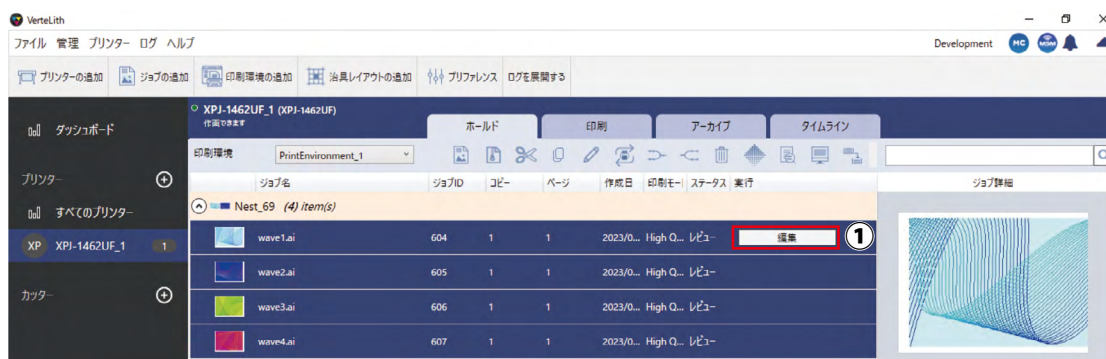 VerteLith
ファイル 管理 プリンター ログ ヘルプ
Development MC MSM
プリンターの追加 ジョブの追加 印刷環境の追加 治具レイアウトの追加 プリファレンス ログを展開する
XPJ-1462UF_1 (XPJ-1462UF)
作画できます
ホールド 印刷 アーカイブ タイムライン
ダッシュボード
印刷環境 PrintEnvironment_1
プリンター
ジョブ名 ジョブID コピー ページ 作成日 印刷モー| ステータス 実行 ジョブ詳細
すべてのプリンター
Nest_69 (4) item(s)
XP XPJ-1462UF_1 1
wave1.ai 604 1 1 2023/0... High Q... レビュー 編集 ①
wave2.ai 605 1 1 2023/0... High Q... レビュー
カッター
wave3.ai 606 1 1 2023/0... High Q... レビュー
wave4.ai 607 1 1 2023/0... High Q... レビュー